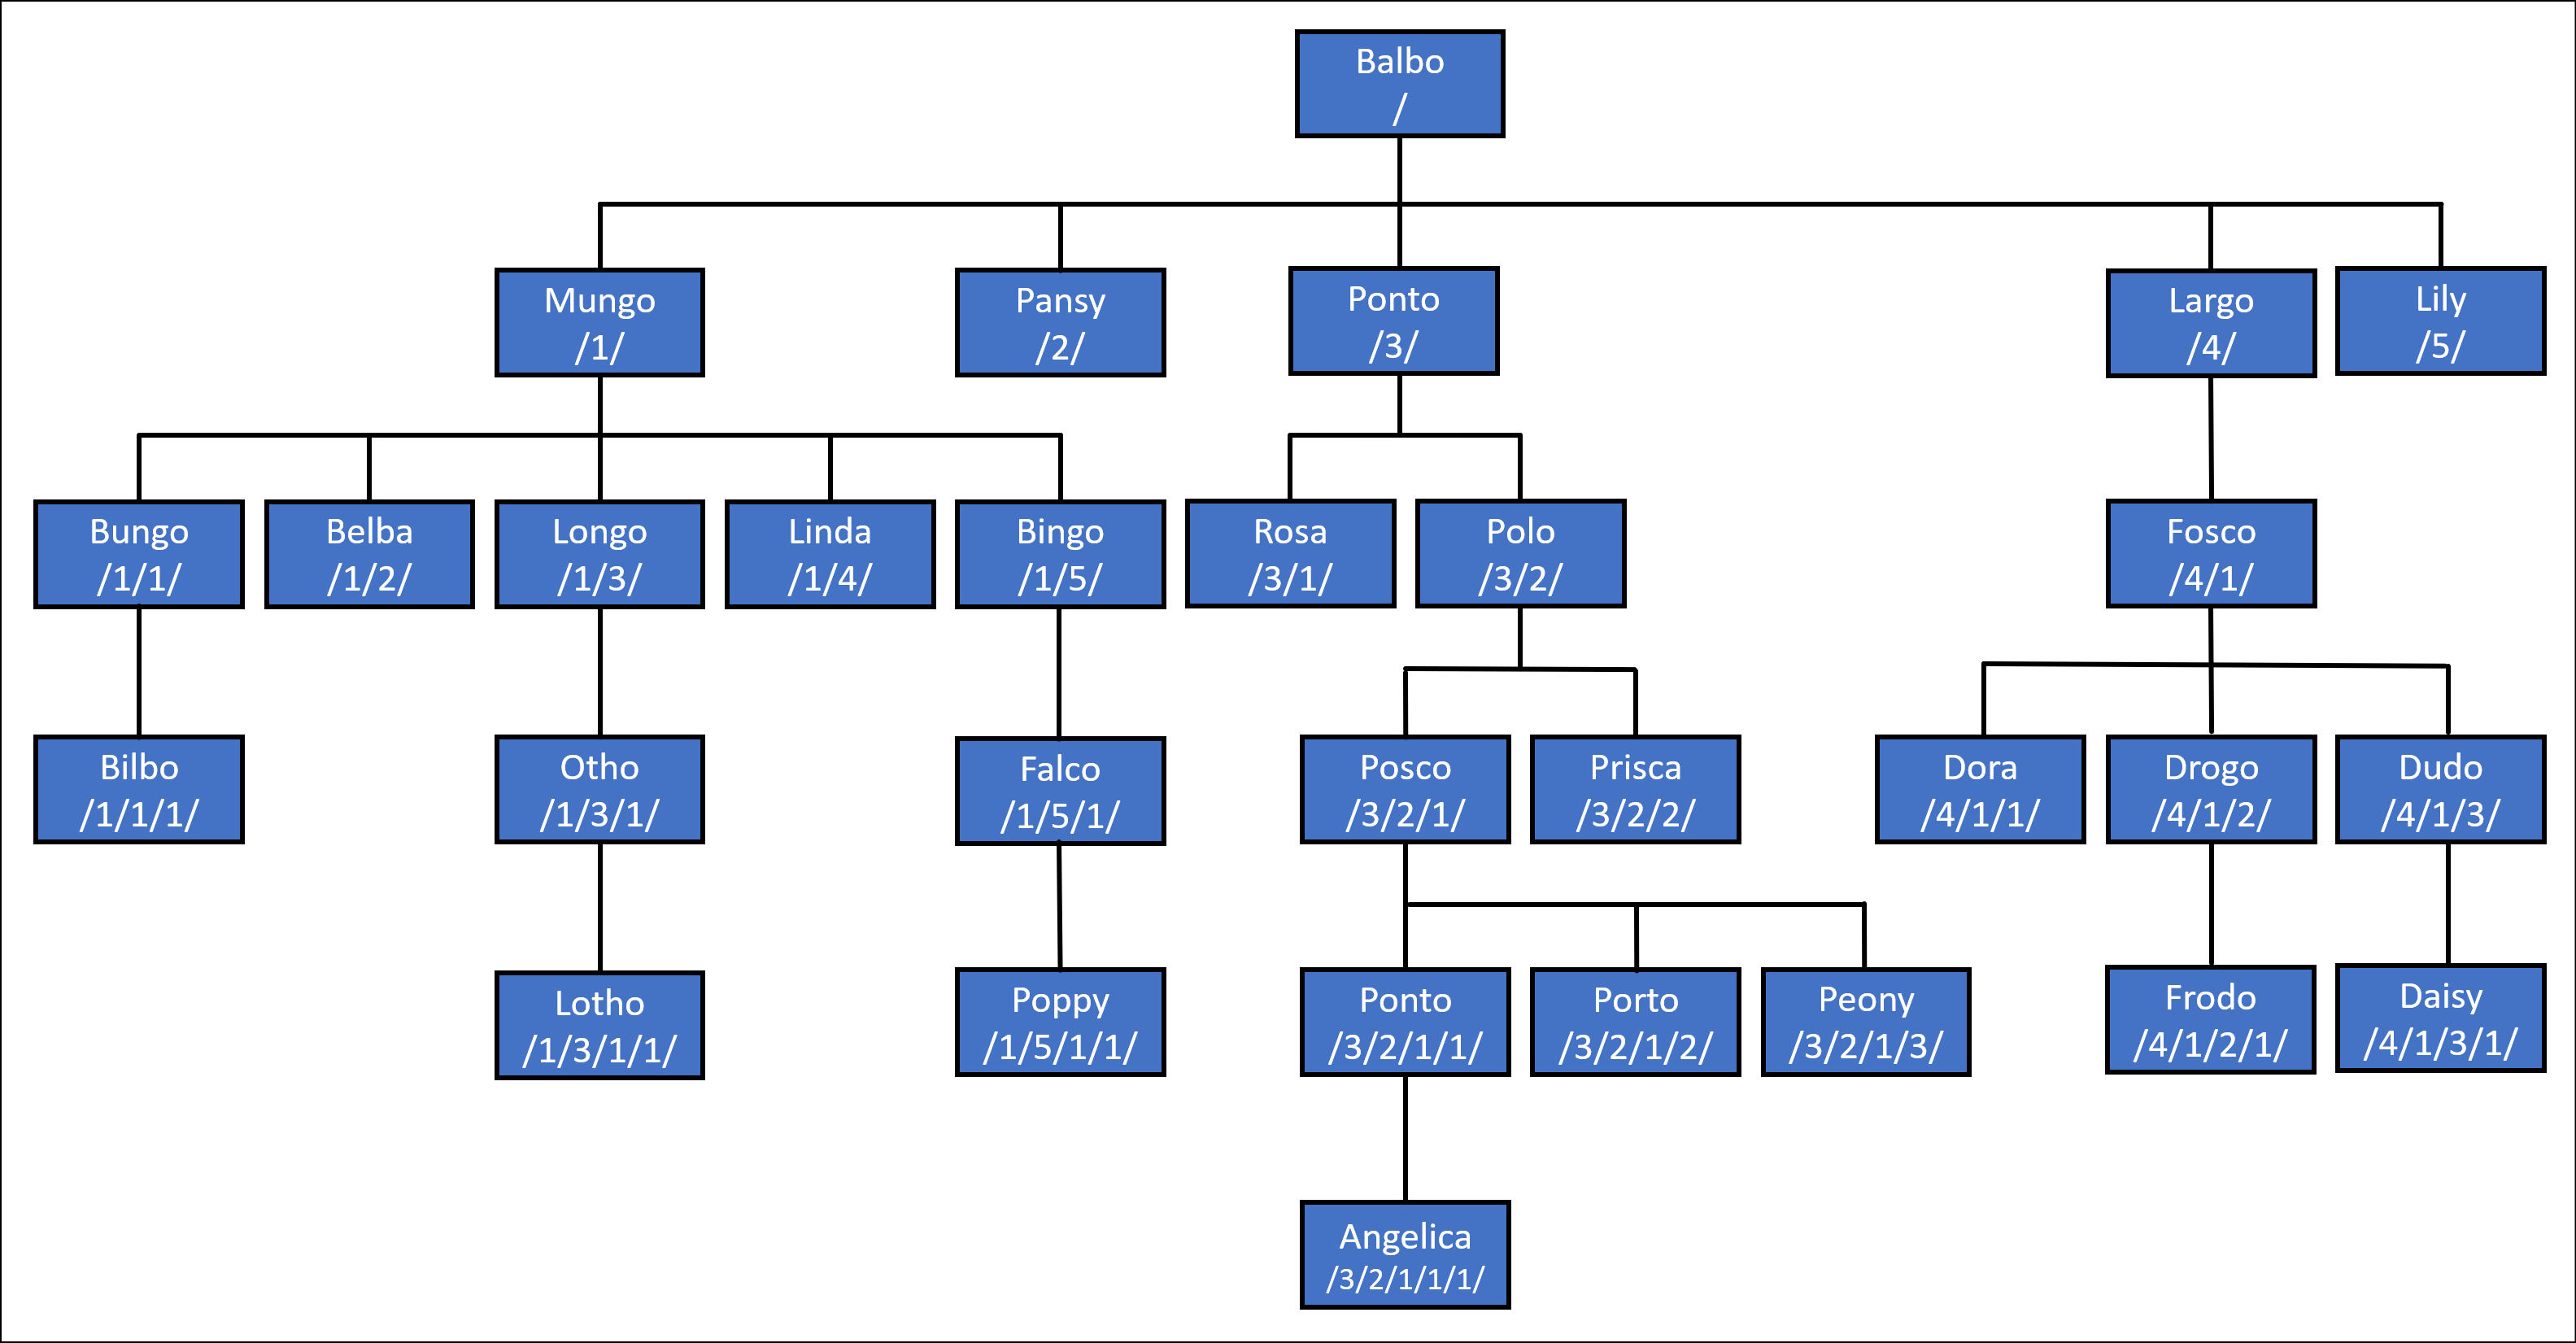 Balbo
/
Mungo
/1/
Pansy
/2/
Ponto
/3/
Largo
/4/
Lily
/5/
Bungo
/1/1/
Belba
/1/2/
Longo
/1/3/
Linda
/1/4/
Bingo
/1/5/
Rosa
/3/1/
Polo
/3/2/
Fosco
/4/1/
Bilbo
/1/1/1/
Otho
/1/3/1/
Falco
/1/5/1/
Posco
/3/2/1/
Prisca
/3/2/2/
Dora
/4/1/1/
Drogo
/4/1/2/
Dudo
/4/1/3/
Lotho
/1/3/1/1/
Poppy
/1/5/1/1/
Ponto
/3/2/1/1/
Porto
/3/2/1/2/
Peony
/3/2/1/3/
Frodo
/4/1/2/1/
Daisy
/4/1/3/1/
Angelica
/3/2/1/1/1/